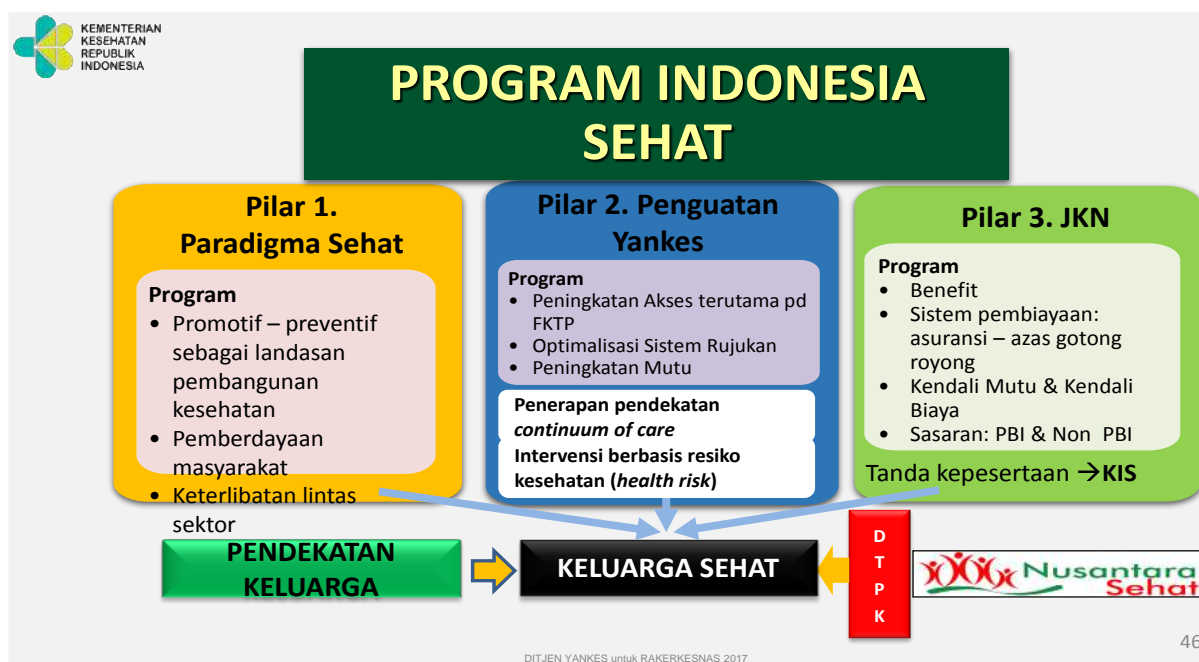 KEMENTERIAN
KESEHATAN
REPUBLIK
INDONESIA
PROGRAM INDONESIA
SEHAT
Pilar 1.
Paradigma Sehat
Program
• Promotif – preventif
sebagai landasan
pembangunan
kesehatan
• Pemberdayaan
masyarakat
• Keterlibatan lintas
sektor
Pilar 2. Penguatan
Yankes
Program
• Peningkatan Akses terutama pd
FKTP
• Optimalisasi Sistem Rujukan
• Peningkatan Mutu
Penerapan pendekatan
continuum of care
Intervensi berbasis resiko
kesehatan (health risk)
Pilar 3. JKN
Program
• Benefit
• Sistem pembiayaan:
asuransi – azas gotong
royong
• Kendali Mutu & Kendali
Biaya
• Sasaran: PBI & Non PBI
Tanda kepesertaan →KIS
PENDEKATAN
KELUARGA
KELUARGA SEHAT
D
T
P
K
Nusantara
Sehat
46
DITJEN YANKES untuk RAKERKESNAS 2017